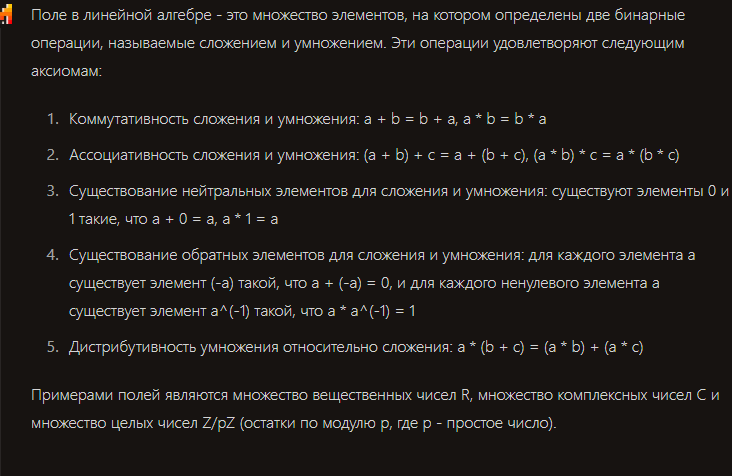 Поле в линейной алгебре - это множество элементов, на котором определены две бинарные
операции, называемые сложением и умножением. Эти операции удовлетворяют следующим
аксиомам:
1. Коммутативность сложения и умножения: a + b = b + a, a * b = b * a
2. Ассоциативность сложения и умножения: (a + b) + c = a + (b + c), (a * b) * c = a * (b * c)
3. Существование нейтральных элементов для сложения и умножения: существуют элементы 0 и
1 такие, что a + 0 = a, a * 1 = a
4. Существование обратных элементов для сложения и умножения: для каждого элемента a
существует элемент (-a) такой, что a + (-a) = 0, и для каждого ненулевого элемента a
существует элемент a^(-1) такой, что a * a^(-1) = 1
5. Дистрибутивность умножения относительно сложения: a * (b + c) = (a * b) + (a * c)
Примерами полей являются множество вещественных чисел R, множество комплексных чисел C и
множество целых чисел Z/pZ (остатки по модулю p, где p - простое число).